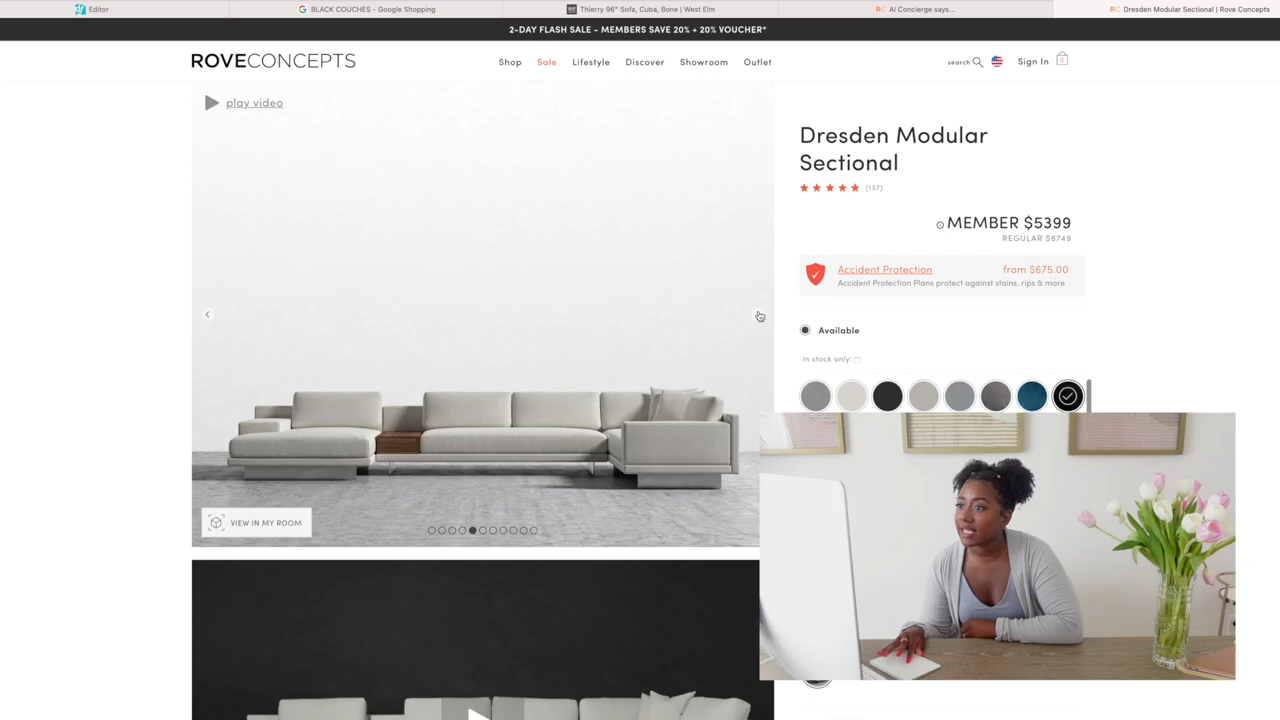 Editor
BLACK COUCHES - Google Shopping
Thierry 96" Sofa, Cuba, Bone | West Elm
RC AI Concierge says...
RC Dresden Modular Sectional | Rove Concepts
2-DAY FLASH SALE - MEMBERS SAVE 20% + 20% VOUCHER*
ROVECONCEPTS
Shop Sale Lifestyle Discover Showroom Outlet
search
Sign In
0
play video
Dresden Modular
Sectional
(137)
MEMBER $5399
REGULAR $6749
Accident Protection from $675.00
Accident Protection Plans protect against stains, rips & more
Available
In stock only:
VIEW IN MY ROOM